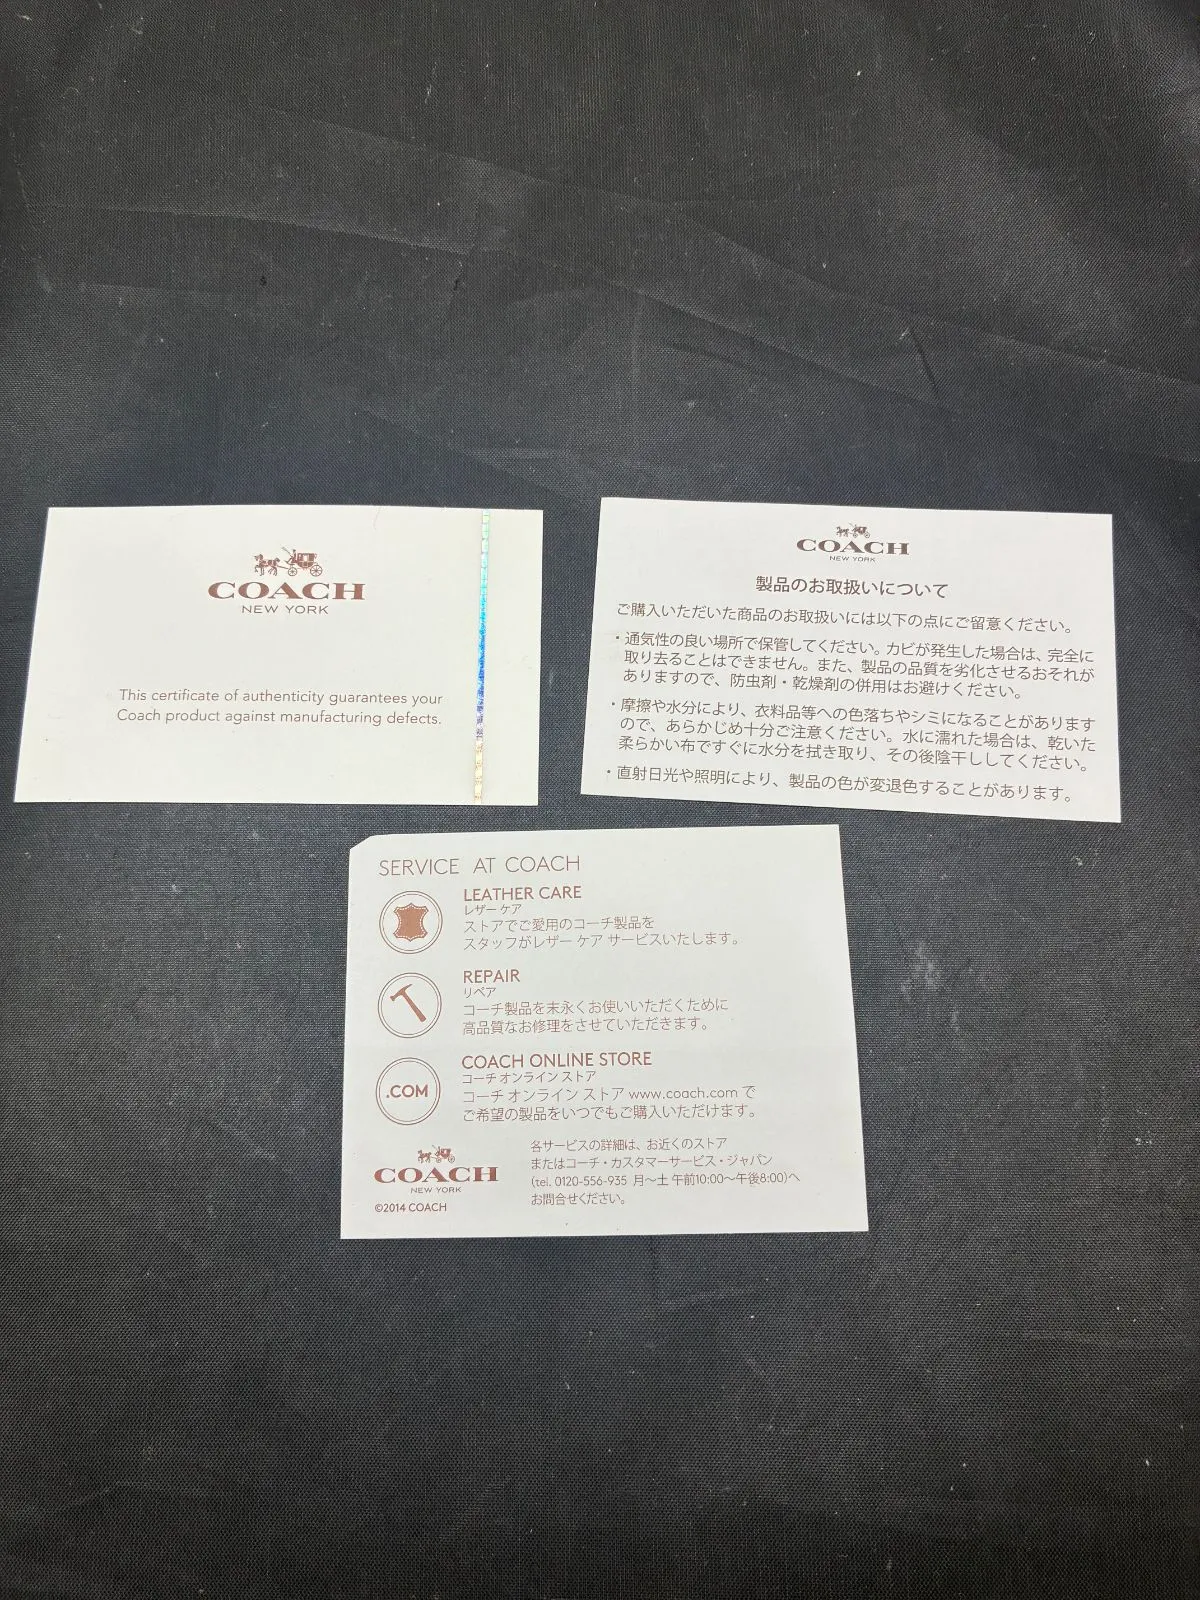 COACH
NEW YORK
This certificate of authenticity guarantees your
Coach product against manufacturing defects.
COACH
NEW YORK
製品のお取扱いについて
ご購入いただいた商品のお取扱いには以下の点にご留意ください。
・通気性の良い場所で保管してください。カビが発生した場合は、完全に
取り去ることはできません。また、製品の品質を劣化させるおそれが
ありますので、防虫剤・乾燥剤の併用はお避けください。
・摩擦や水分により、衣料品等への色落ちやシミになることがあります
ので、あらかじめ十分ご注意ください。水に濡れた場合は、乾いた
柔らかい布ですぐに水分を拭き取り、その後陰干ししてください。
・直射日光や照明により、製品の色が変退色することがあります。
SERVICE AT COACH
LEATHER CARE
レザー ケア
ストアでご愛用のコーチ製品を
スタッフがレザー ケア サービスいたします。
REPAIR
リペア
コーチ製品を末永くお使いいただくために
高品質なお修理をさせていただきます。
.COM
COACH ONLINE STORE
コーチ オンライン ストア
コーチ オンライン ストア www.coach.com で
ご希望の製品をいつでもご購入いただけます。
COACH
NEW YORK
©2014 COACH
各サービスの詳細は、お近くのストア
またはコーチ・カスタマーサービス・ジャパン
(tel. 0120-556-935 月〜土 午前10:00〜午後8:00)へ
お問合せください。